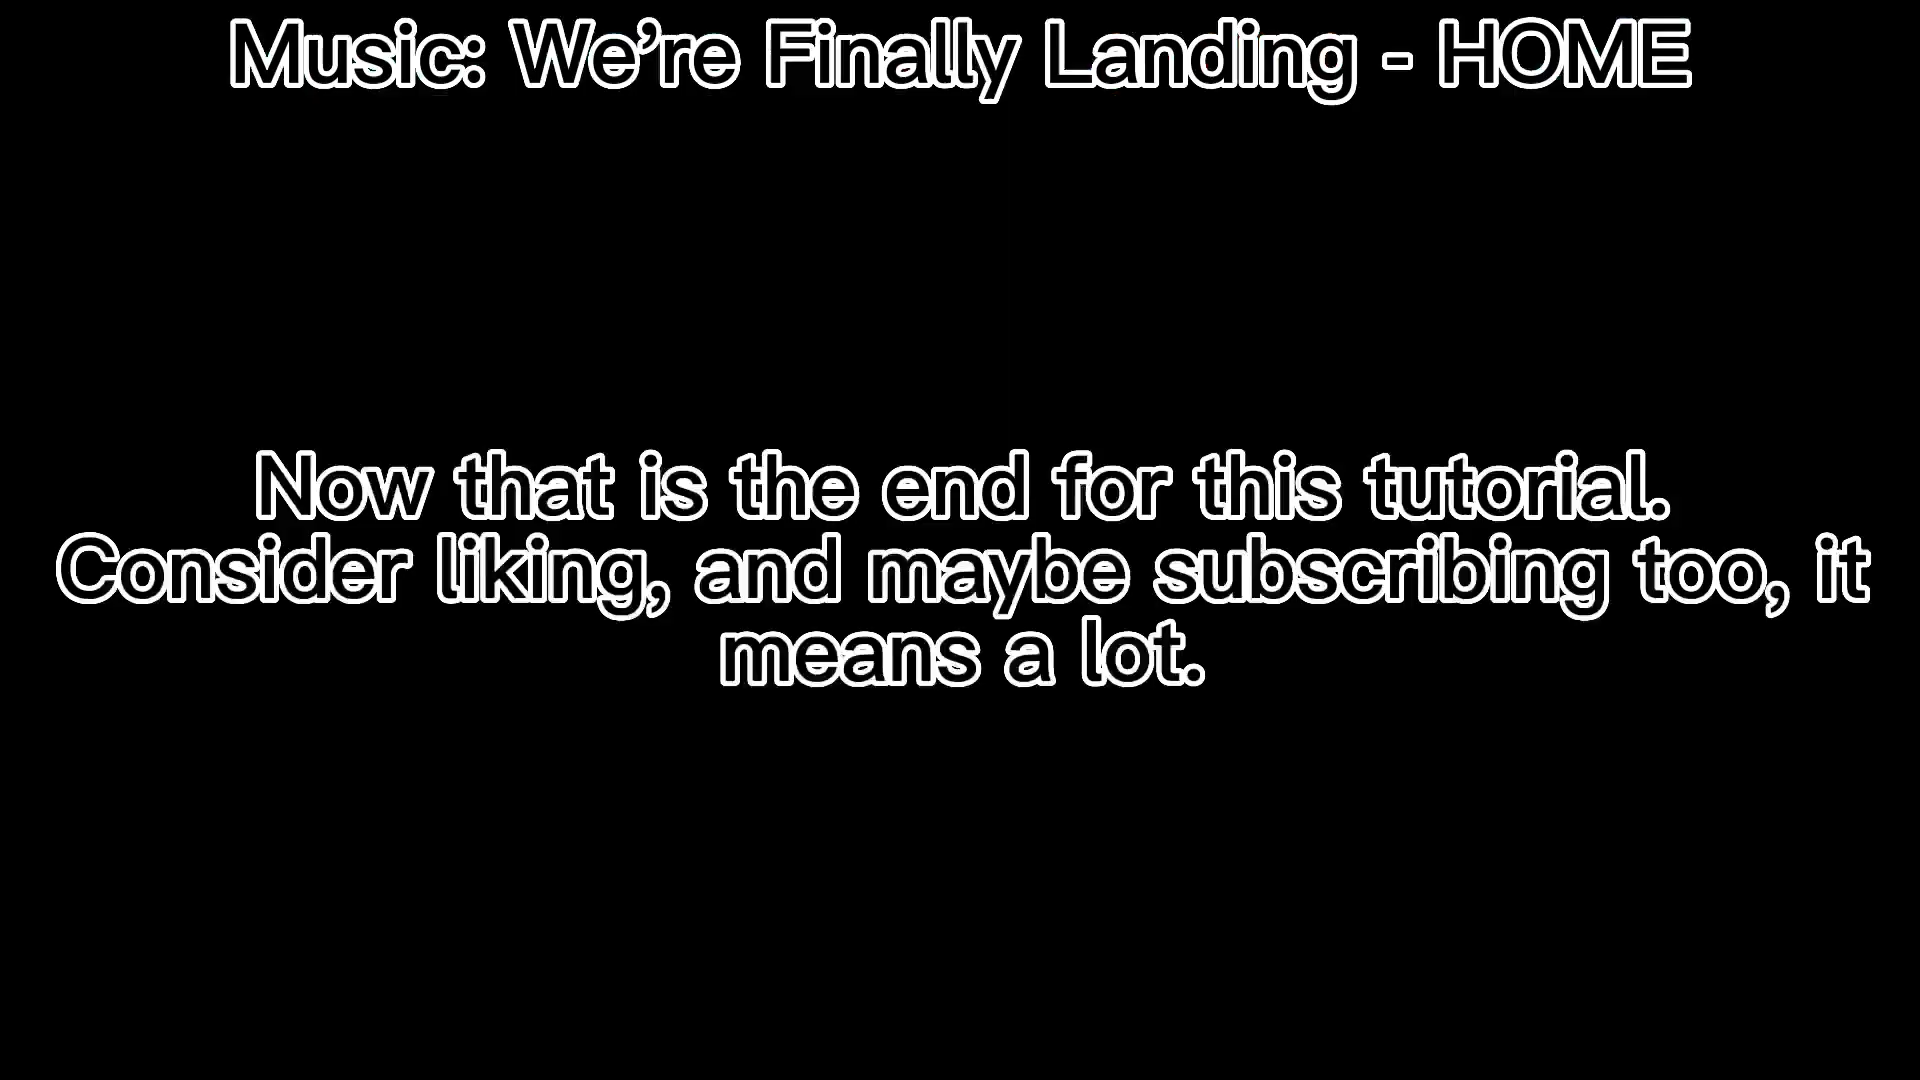 Music: We’re Finally Landing - HOME
Now that is the end for this tutorial.
Consider liking, and maybe subscribing too, it
means a lot.